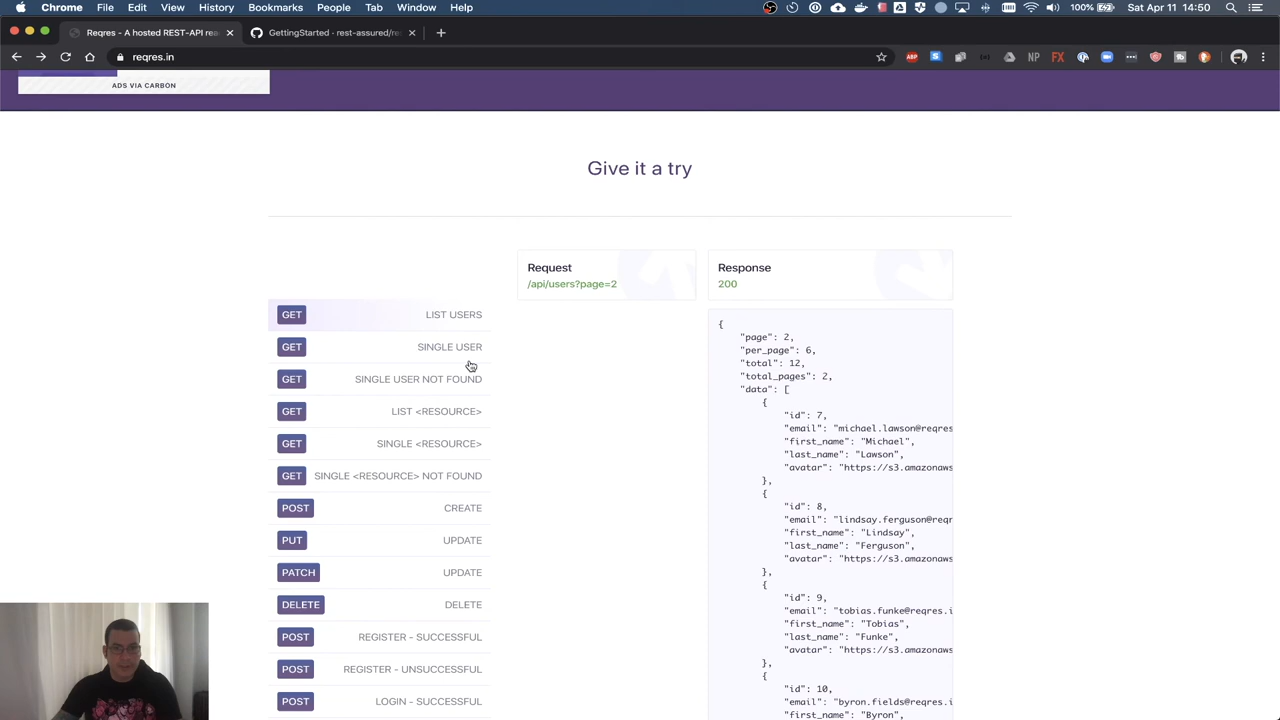 Chrome File Edit View History Bookmarks People Tab Window Help
100% Sat Apr 11 14:50
Reqres - A hosted REST-API rea
GettingStarted - rest-assured/re
reqres.in
ABP
NP
FX
ADS VIA CARBON
Give it a try
Request
/api/users?page=2
Response
200
GET LIST USERS
GET SINGLE USER
GET SINGLE USER NOT FOUND
GET LIST <RESOURCE>
GET SINGLE <RESOURCE>
GET SINGLE <RESOURCE> NOT FOUND
POST CREATE
PUT UPDATE
PATCH UPDATE
DELETE DELETE
POST REGISTER - SUCCESSFUL
POST REGISTER - UNSUCCESSFUL
POST LOGIN - SUCCESSFUL
{
"page": 2,
"per_page": 6,
"total": 12,
"total_pages": 2,
"data": [
{
"id": 7,
"email": "michael.lawson@reqres
"first_name": "Michael",
"last_name": "Lawson",
"avatar": "https://s3.amazonaws
},
{
"id": 8,
"email": "lindsay.ferguson@reqr
"first_name": "Lindsay",
"last_name": "Ferguson",
"avatar": "https://s3.amazonaws
},
{
"id": 9,
"email": "tobias.funke@reqres.i
"first_name": "Tobias",
"last_name": "Funke",
"avatar": "https://s3.amazonaws
},
{
"id": 10,
"email": "byron.fields@reqres.i
"first_name": "Byron",